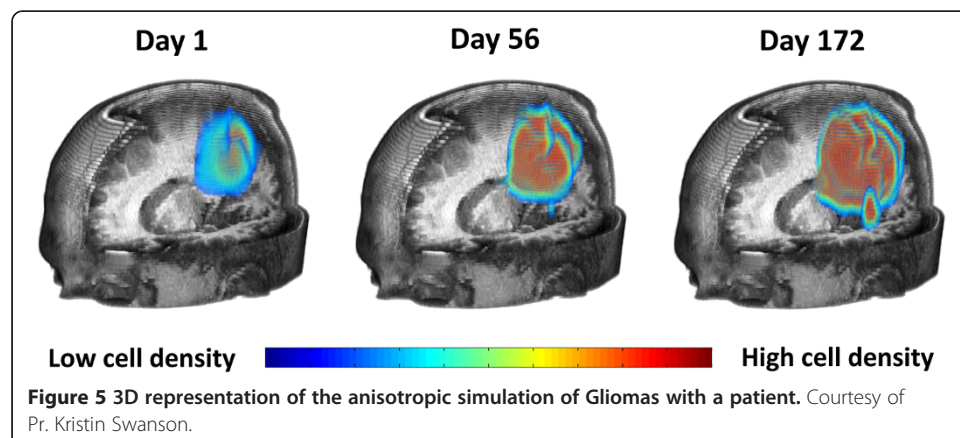 Day 1
Day 56
Day 172
Low cell density
High cell density
Figure 5 3D representation of the anisotropic simulation of Gliomas with a patient. Courtesy of
Pr. Kristin Swanson.